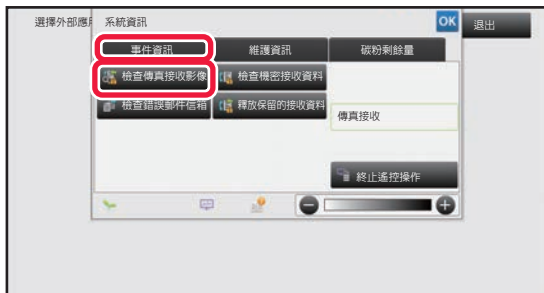 選擇外部應
系統資訊
OK
退出
事件資訊
維護資訊
碳粉剩餘量
檢查傳真接收影像
檢查機密接收資料
檢查錯誤郵件信箱
釋放保留的接收資料
傳真接收
終止遙控操作